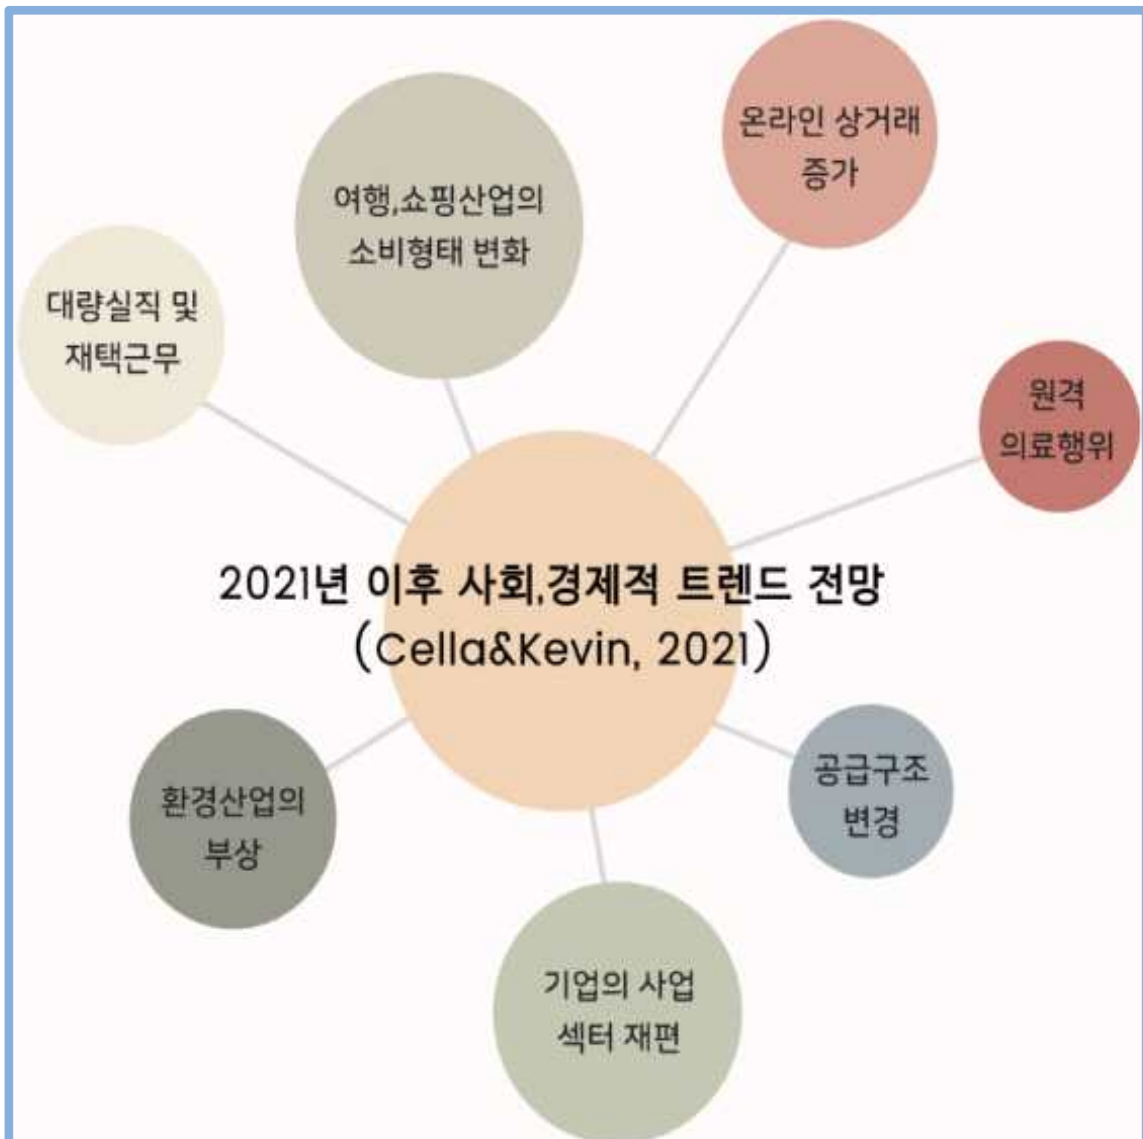 온라인 상거래
증가
여행,쇼핑산업의
소비형태 변화
대량실직 및
재택근무
원격
의료행위
2021년 이후 사회,경제적 트렌드 전망
(Cella&Kevin, 2021)
공급구조
변경
환경산업의
부상
기업의 사업
섹터 재편